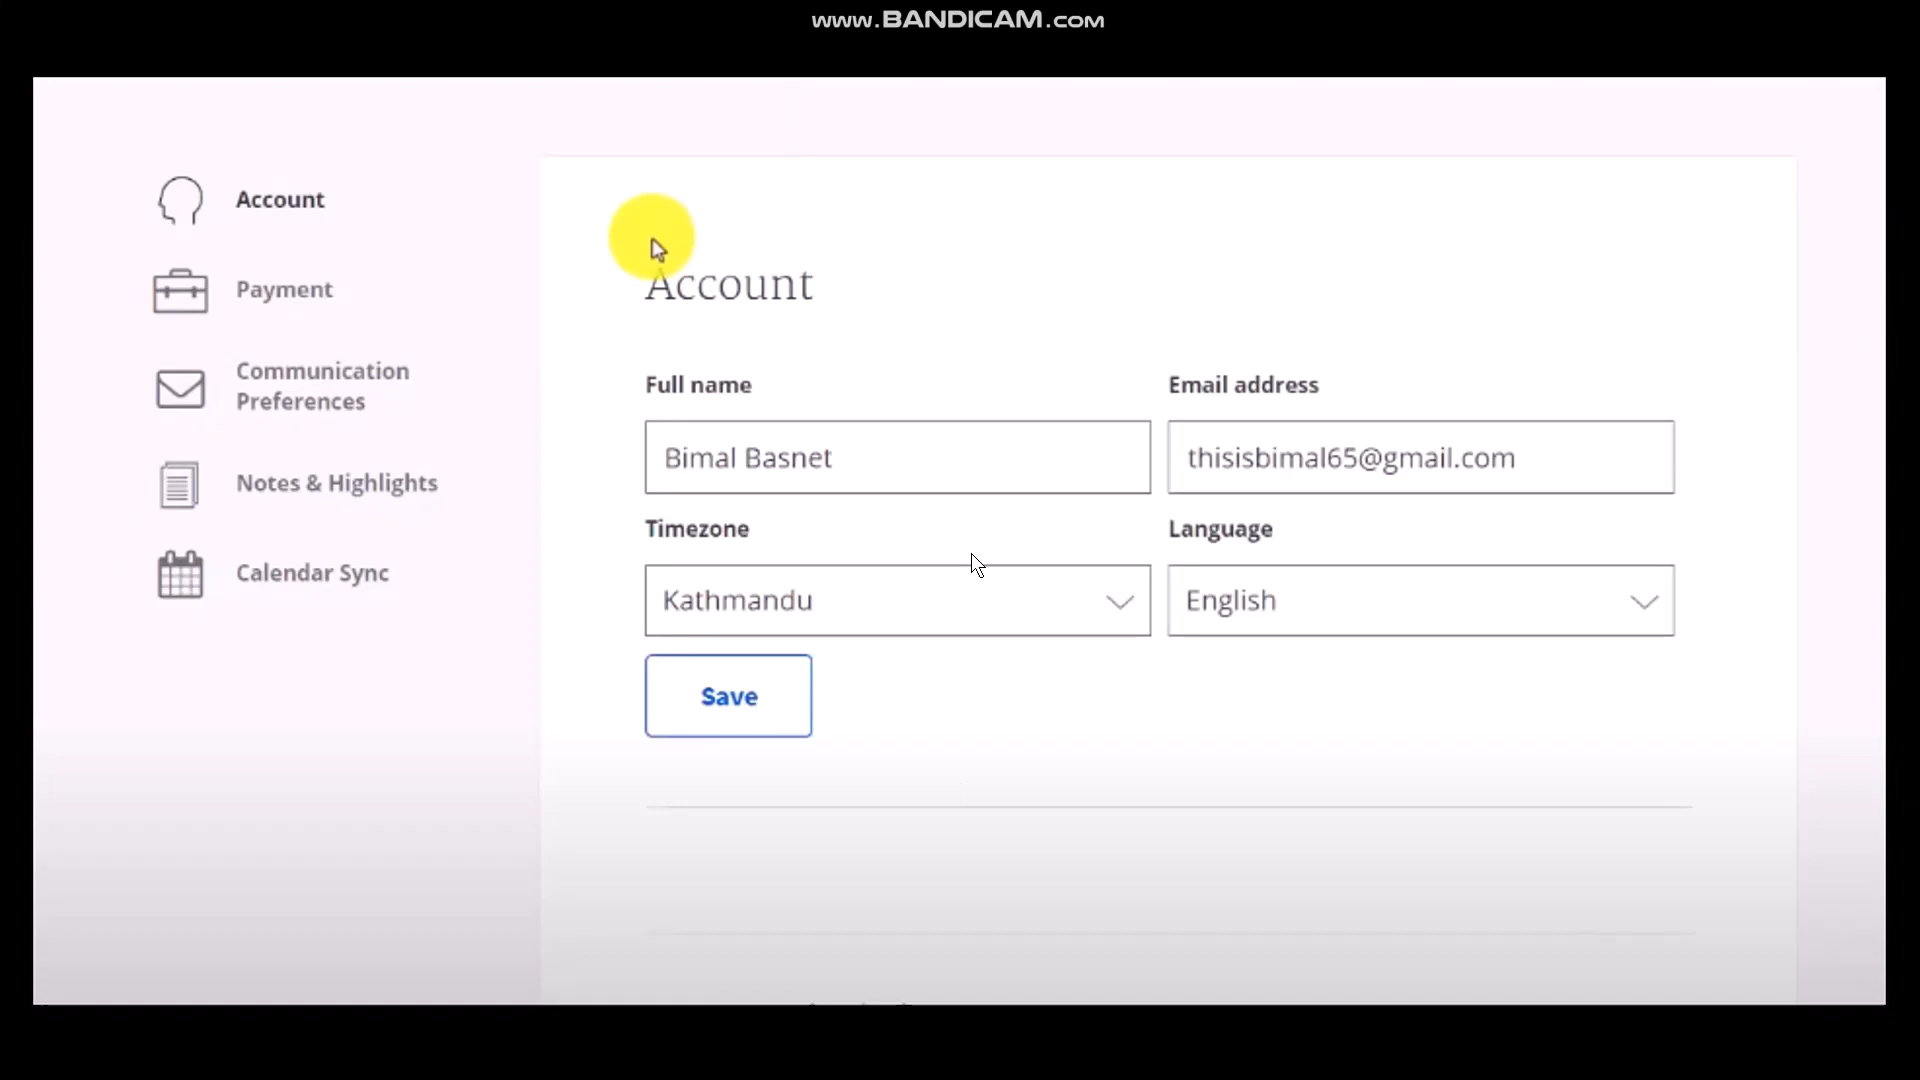 www.BANDICAM.com
Account
Payment
Communication
Preferences
Notes & Highlights
Calendar Sync
Account
Full name
Email address
Bimal Basnet
thisisbimal65@gmail.com
Timezone
Language
Kathmandu
English
Save